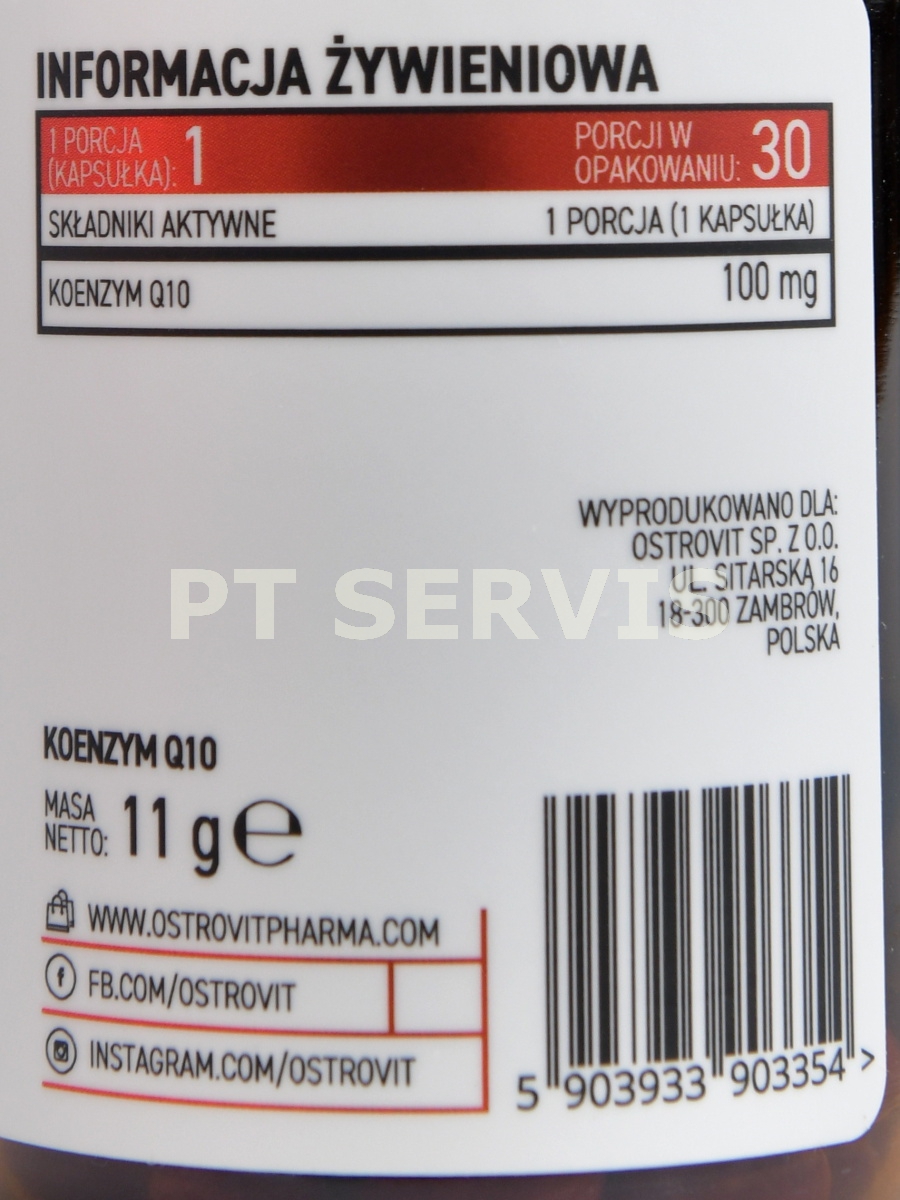 INFORMACJA ŻYWIENIOWA
1 PORCJA
(KAPSUŁKA): 1
PORCJI W
OPAKOWANIU: 30
SKŁADNIKI AKTYWNE 1 PORCJA (1 KAPSUŁKA)
KOENZYM Q10 100 mg
WYPRODUKOWANO DLA:
OSTROVIT SP. Z O.O.
UL. SITARSKA 16
18-300 ZAMBRÓW,
POLSKA
PT SERVIS
KOENZYM Q10
MASA
NETTO: 11 g e
WWW.OSTROVITPHARMA.COM
FB.COM/OSTROVIT
INSTAGRAM.COM/OSTROVIT
5 903933 903354 >